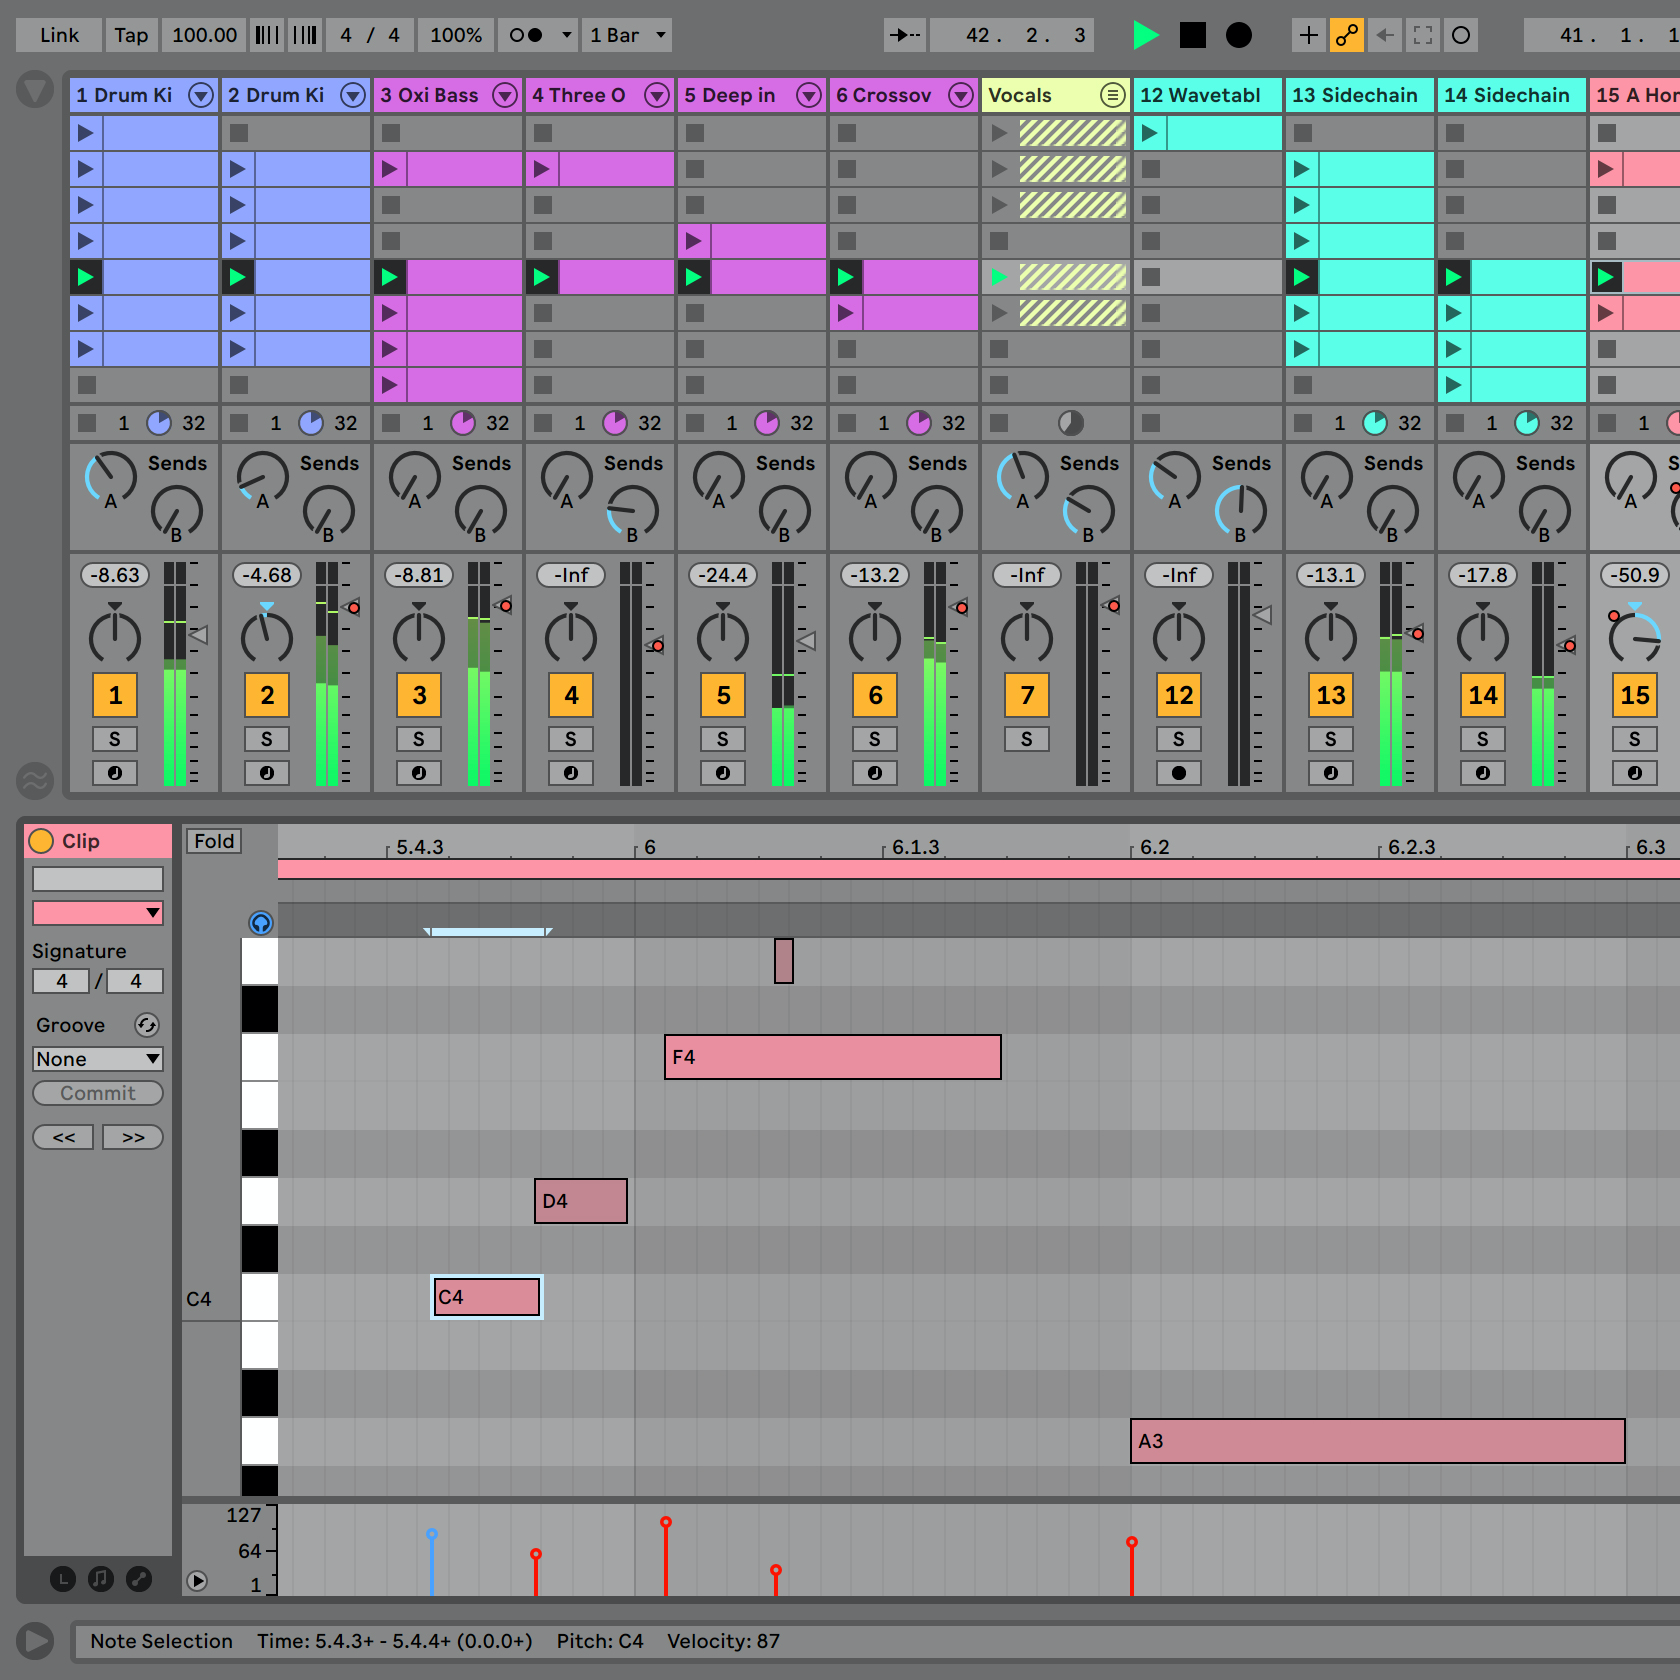 Link Tap 100.00 4 / 4 100% 1 Bar 42. 2. 3 41. 1. 1
1 Drum Ki 2 Drum Ki 3 Oxi Bass 4 Three O 5 Deep in 6 Crossov Vocals 12 Wavetabl 13 Sidechain 14 Sidechain 15 A Hor
1 32 1 32 1 32 1 32 1 32 1 32 1 32 1 32 1
Sends Sends Sends Sends Sends Sends Sends Sends Sends Sends S
A A A A A A A A A A A
B B B B B B B B B B
-8.63 -4.68 -8.81 -Inf -24.4 -13.2 -Inf -Inf -13.1 -17.8 -50.9
1 2 3 4 5 6 7 12 13 14 15
S S S S S S S S S S S
Clip Fold 5.4.3 6 6.1.3 6.2 6.2.3 6.3
Signature
4 / 4
Groove
None
F4
Commit
<< >>
D4
C4 C4
A3
127
64
1
L
Note Selection Time: 5.4.3+ - 5.4.4+ (0.0.0+) Pitch: C4 Velocity: 87